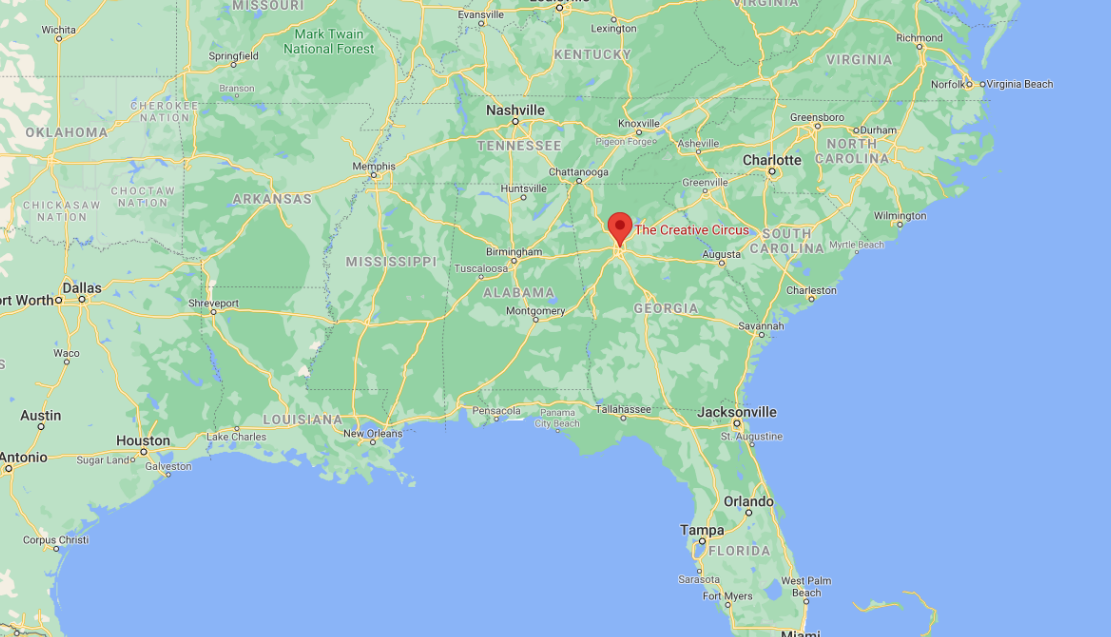 MISSOURI
VIRGINIA
Evansville
Lexington
Wichita
Mark Twain
National Forest
Springfield
KENTUCKY
Richmond
VIRGINIA
Branson
Norfolk
Virginia Beach
CHEROKEE
NATION
Nashville
Knoxville
Greensboro
Durham
OKLAHOMA
TENNESSEE
Pigeon Forge
Asheville
NORTH
CAROLINA
Memphis
Chattanooga
Charlotte
CHOCTAW
NATION
Huntsville
Greenville
CHICKASAW
NATION
ARKANSAS
Wilmington
The Creative Circus
SOUTH
CAROLINA
Myrtle Beach
Birmingham
Augusta
MISSISSIPPI
Tuscaloosa
Dallas
ort Worth
ALABAMA
Charleston
Shreveport
Montgomery
GEORGIA
Savannah
Waco
S
Austin
Pensacola
Panama
City Beach
Tallahassee
Jacksonville
LOUISIANA
Houston
Lake Charles
New Orleans
St. Augustine
Antonio
Sugar Land
Galveston
Orlando
Tampa
Corpus Christi
FLORIDA
Sarasota
West Palm
Beach
Fort Myers
Miami